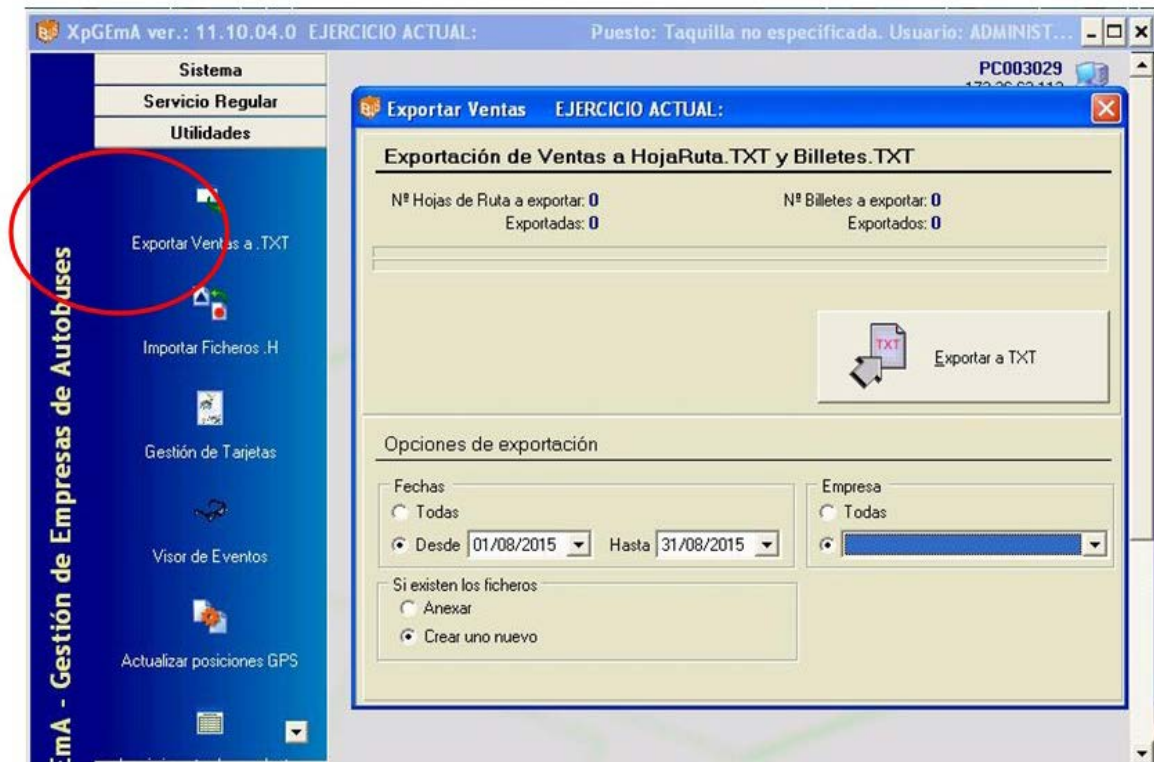 XpGEmA ver.: 11.10.04.0 EJERCICIO ACTUAL: Puesto: Taquilla no especificada. Usuario: ADMINIST...
Sistema
Servicio Regular
Utilidades
Exportar Ventas a .TXT
Importar Ficheros .H
Gestión de Tarjetas
Visor de Eventos
Actualizar posiciones GPS
EmA - Gestión de Empresas de Autobuses
PC003029
Exportar Ventas EJERCICIO ACTUAL:
Exportación de Ventas a HojaRuta.TXT y Billetes.TXT
Nª Hojas de Ruta a exportar: 0 Nª Billetes a exportar: 0
Exportadas: 0 Exportados: 0
TXT
Exportar a TXT
Opciones de exportación
Fechas Empresa
Todas Todas
Desde 01/08/2015 Hasta 31/08/2015
Si existen los ficheros
Anexar
Crear uno nuevo